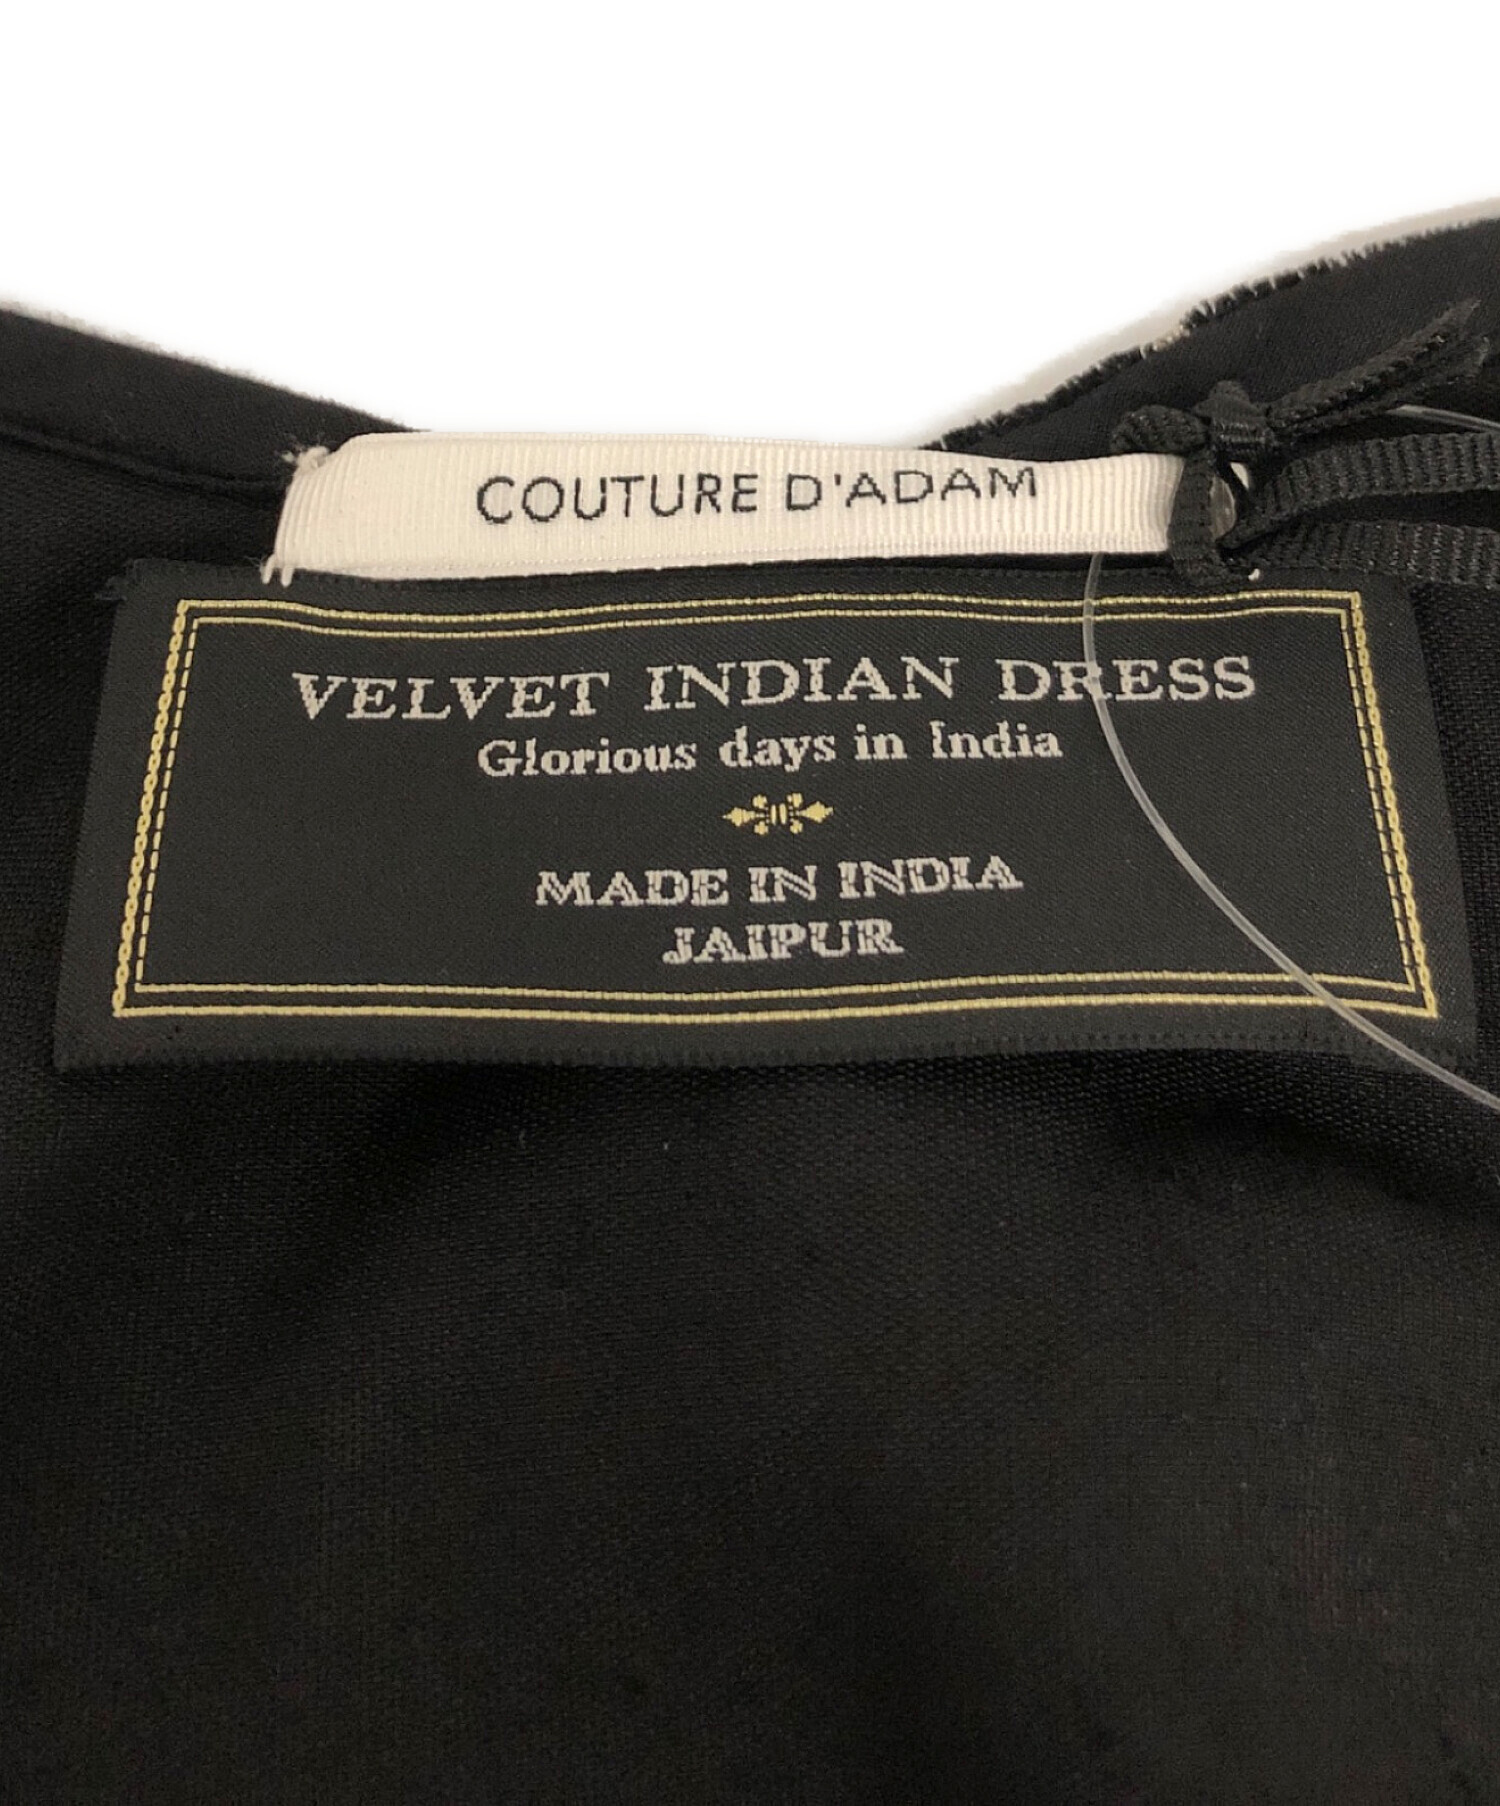 COUTURE D'ADAM
VELVET INDIAN DRESS
Glorious days in India
MADE IN INDIA
JAIPUR